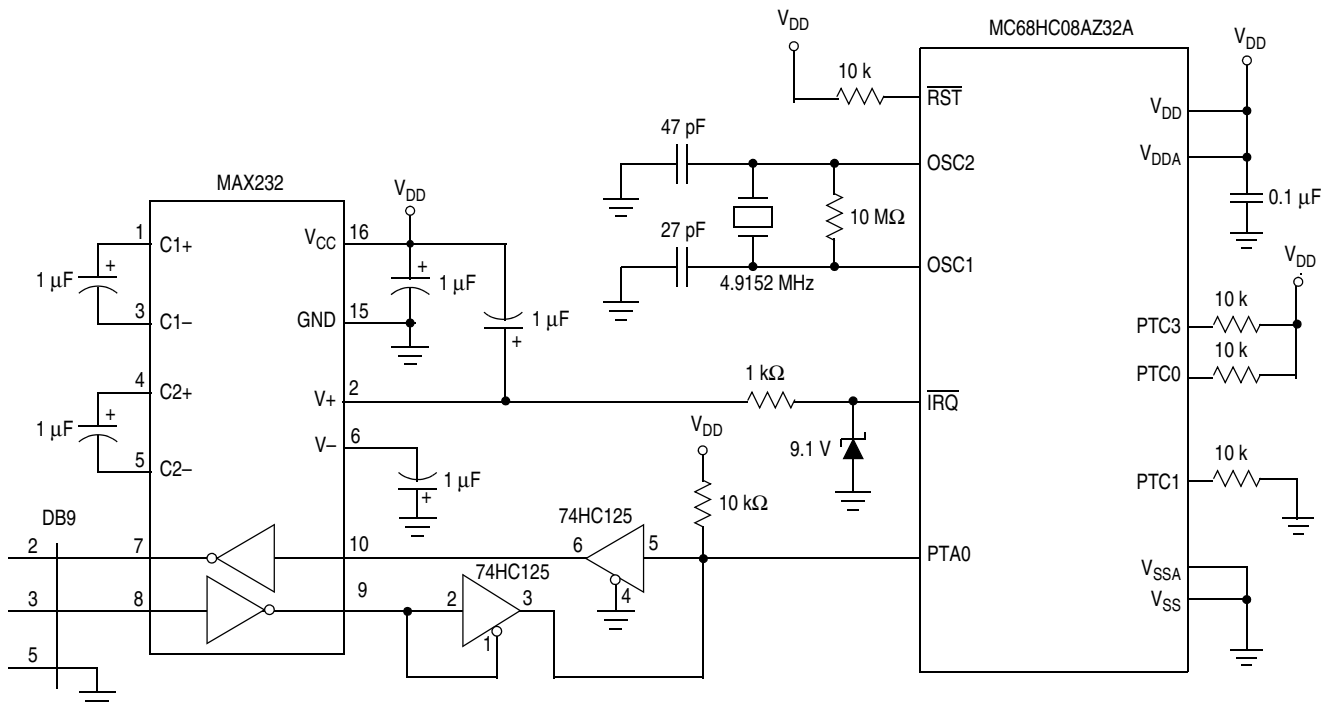 VDD
MC68HC08AZ32A
VDD
10 k
RST
VDD
47 pF
OSC2
VDDA
MAX232
VDD
10 MΩ
0.1 µF
1
C1+
VCC
16
27 pF
OSC1
VDD
1 µF
+
+
1 µF
4.9152 MHz
3
C1–
GND
15
1 µF
+
PTC3
10 k
PTC0
10 k
4
C2+
V+
2
1 kΩ
IRQ
1 µF
+
V–
6
VDD
9.1 V
5
C2–
1 µF
+
10 kΩ
PTC1
10 k
DB9
74HC125
2
7
10
6
5
PTA0
4
74HC125
VSSA
3
8
9
2
3
VSS
1
5